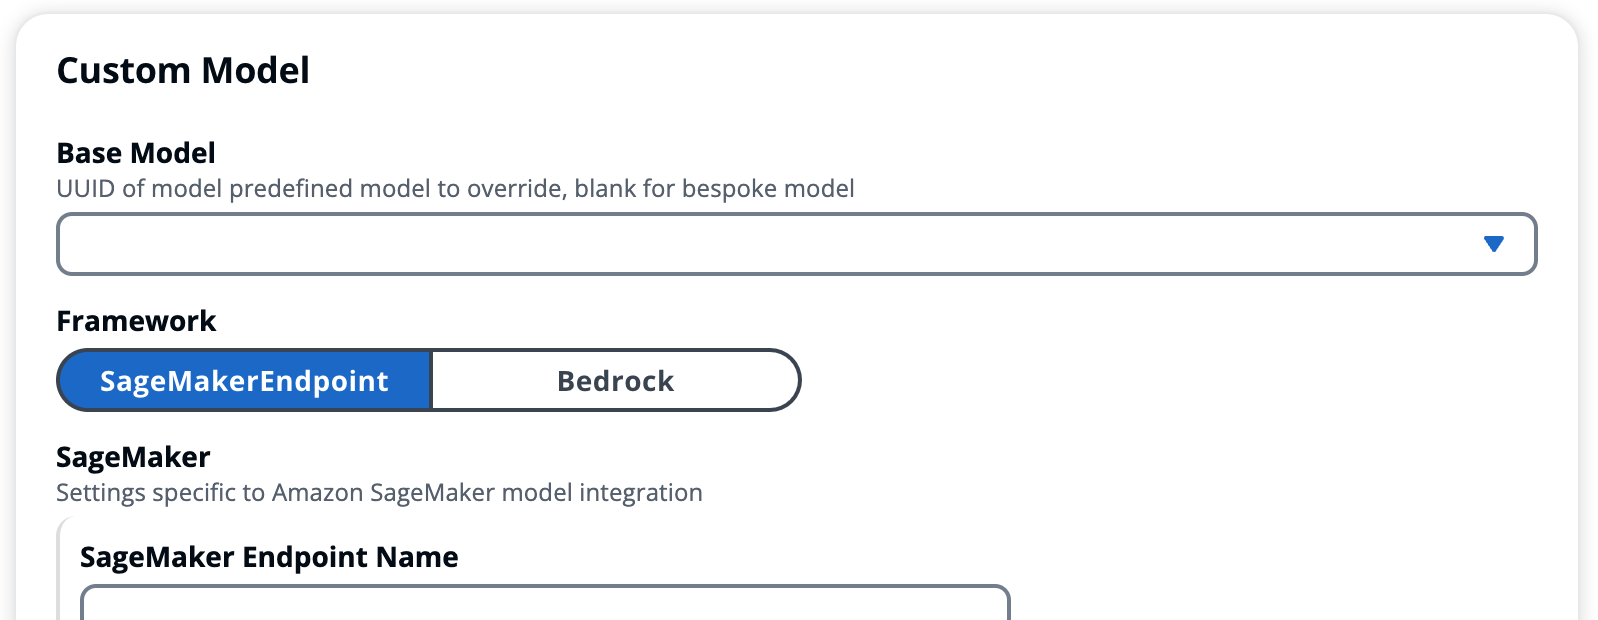 Custom Model
Base Model
UUID of model predefined model to override, blank for bespoke model
Framework
SageMakerEndpoint
Bedrock
SageMaker
Settings specific to Amazon SageMaker model integration
SageMaker Endpoint Name